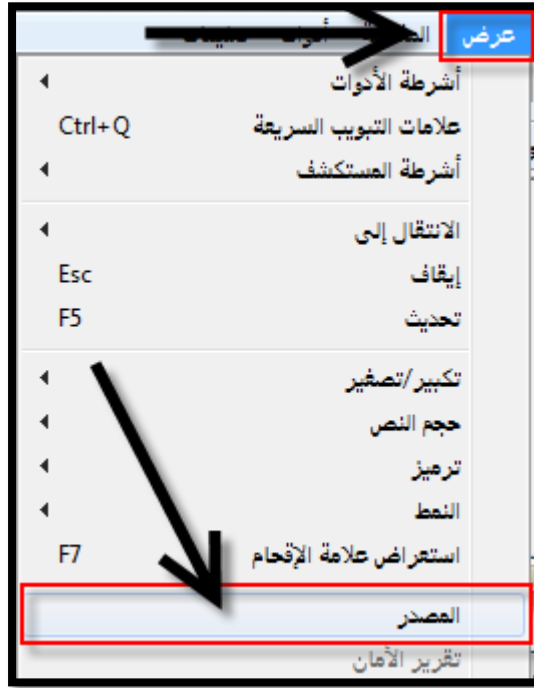 عرض
أشرطة الأدوات
علامات التبويب السريعة Ctrl+Q
أشرطة المستكشف
الانتقال إلى
إيقاف Esc
تحديث F5
تكبير/تصغير
حجم النص
ترميز
النمط
استعراض علامة الإقحام F7
المصدر
تقرير الأمان